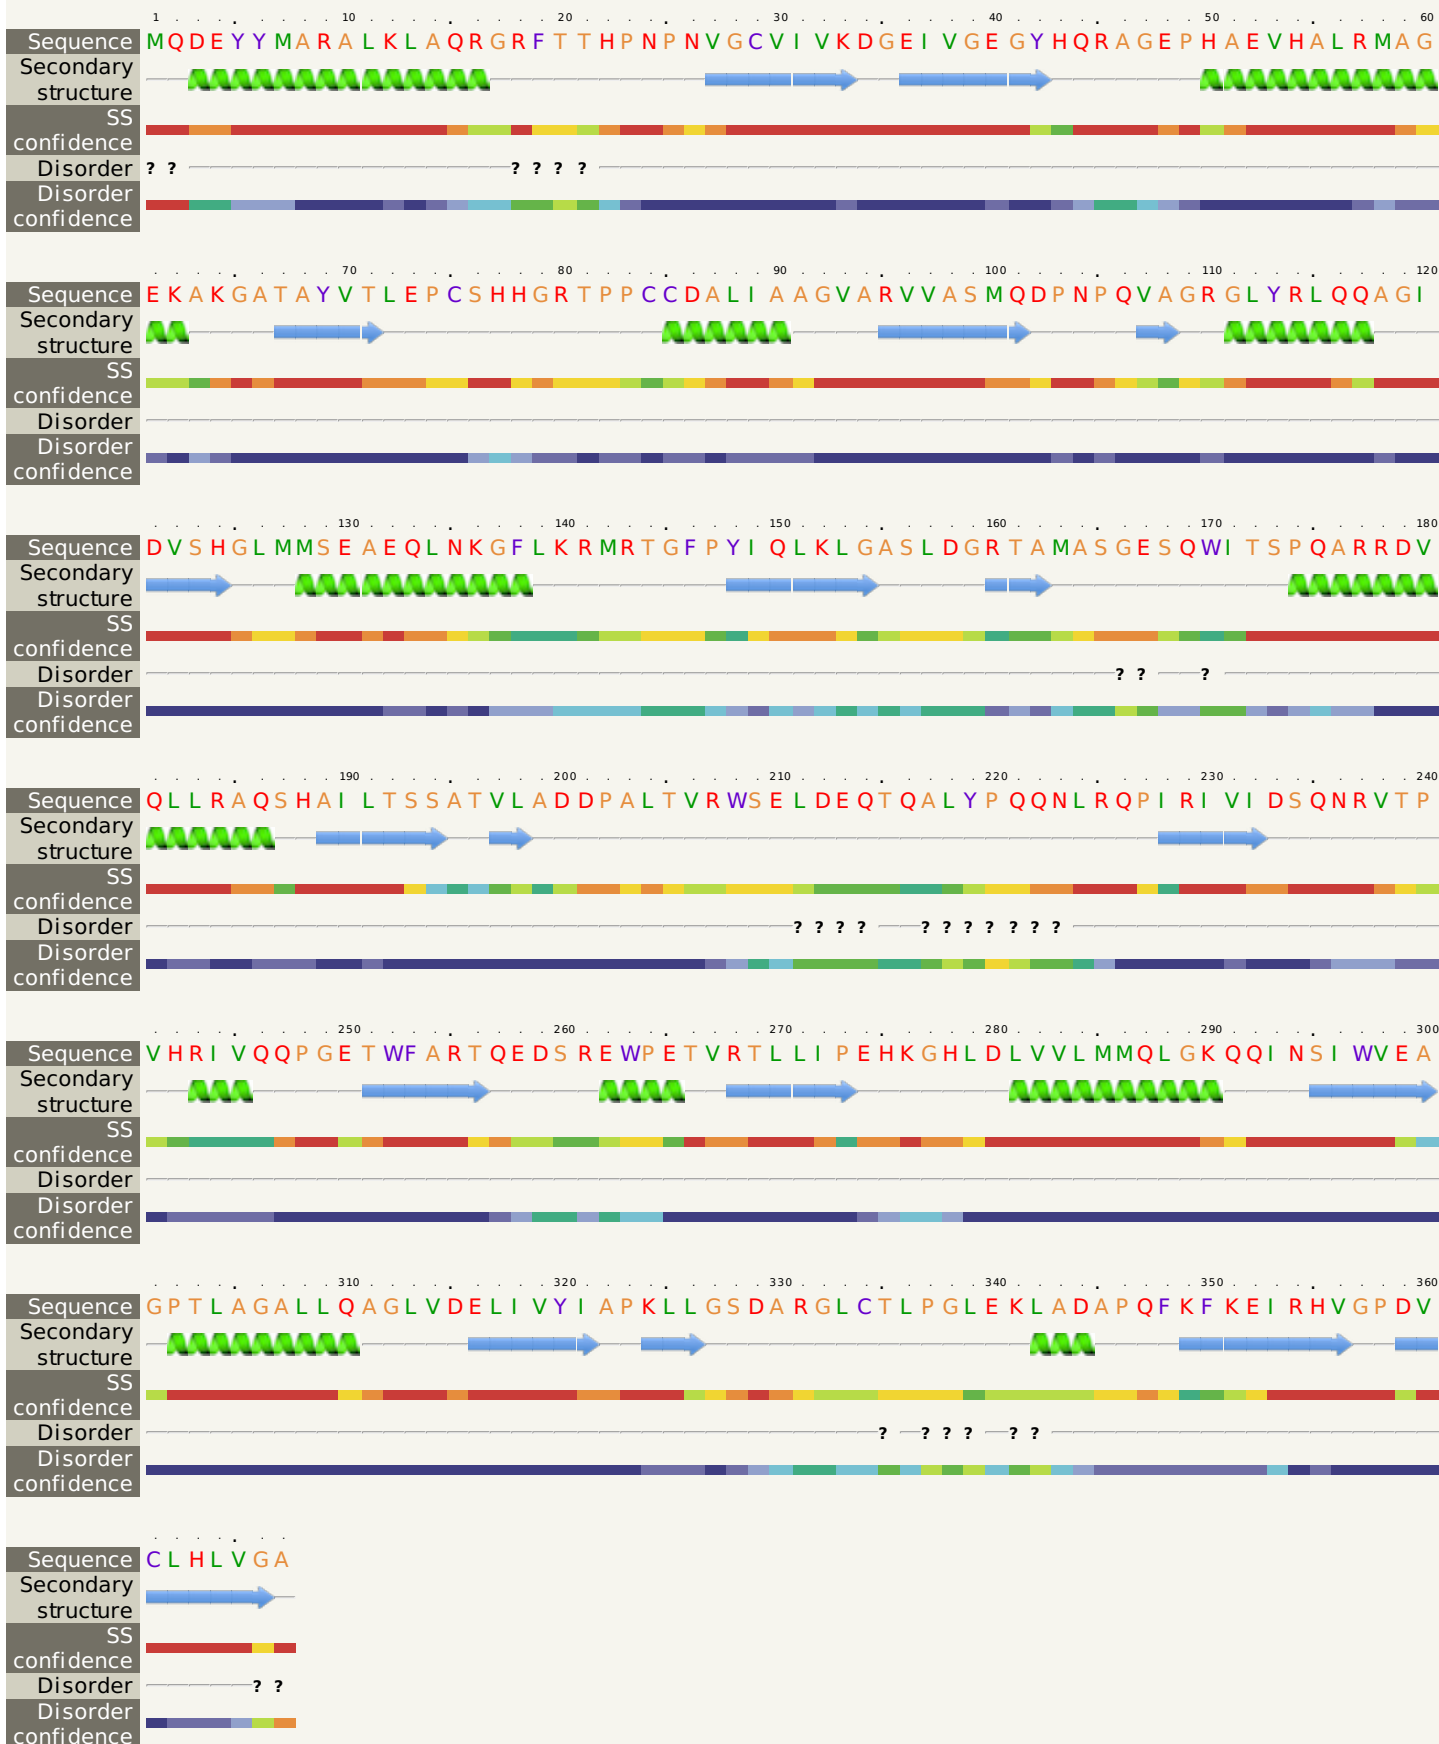 1 10 20 30 40 50 60
Sequence MQDEYYMARALKLAQRGRFTTHPNPNVGCVIVKDGEIVGEGYHQRAGEPHAEVHALRMAG
Secondary
structure
SS
confidence
Disorder ? ? ? ? ? ?
Disorder
confidence
70 80 90 100 110 120
Sequence EKAKGATAYVTLEPCSHHGRTPPCCDALIAAGVARVVASMQDPNPQVAGRGLYRLQQAGI
Secondary
structure
SS
confidence
Disorder
Disorder
confidence
130 140 150 160 170 180
Sequence DVSHGLMMSEAEQLNKGFLKRMRTGFPYIQLKLGASLDGRTAMASGESQWITSPQARRDV
Secondary
structure
SS
confidence
Disorder ? ? ?
Disorder
confidence
190 200 210 220 230 240
Sequence QLLRAQSHAILTSSATVLADDPALTVRWSELDEQTQALYPQQNLRQPIRIVIDSQNRVTP
Secondary
structure
SS
confidence
Disorder ? ? ? ? ? ? ? ? ? ? ?
Disorder
confidence
250 260 270 280 290 300
Sequence VHRIVQQPGETWFARTQEDSREWPETVRTLLIPEHKGHLDLVVLMMQLGKQQINSIWVEA
Secondary
structure
SS
confidence
Disorder
Disorder
confidence
310 320 330 340 350 360
Sequence GPTLAGALLQAGLVDELIVYIAPKLLGSDARGLCTLPGLEKLADAPQFKFKEIRHVGPDV
Secondary
structure
SS
confidence
Disorder ? ? ? ? ? ?
Disorder
confidence
Sequence CLHLVGA
Secondary
structure
SS
confidence
Disorder ? ?
Disorder
confidence